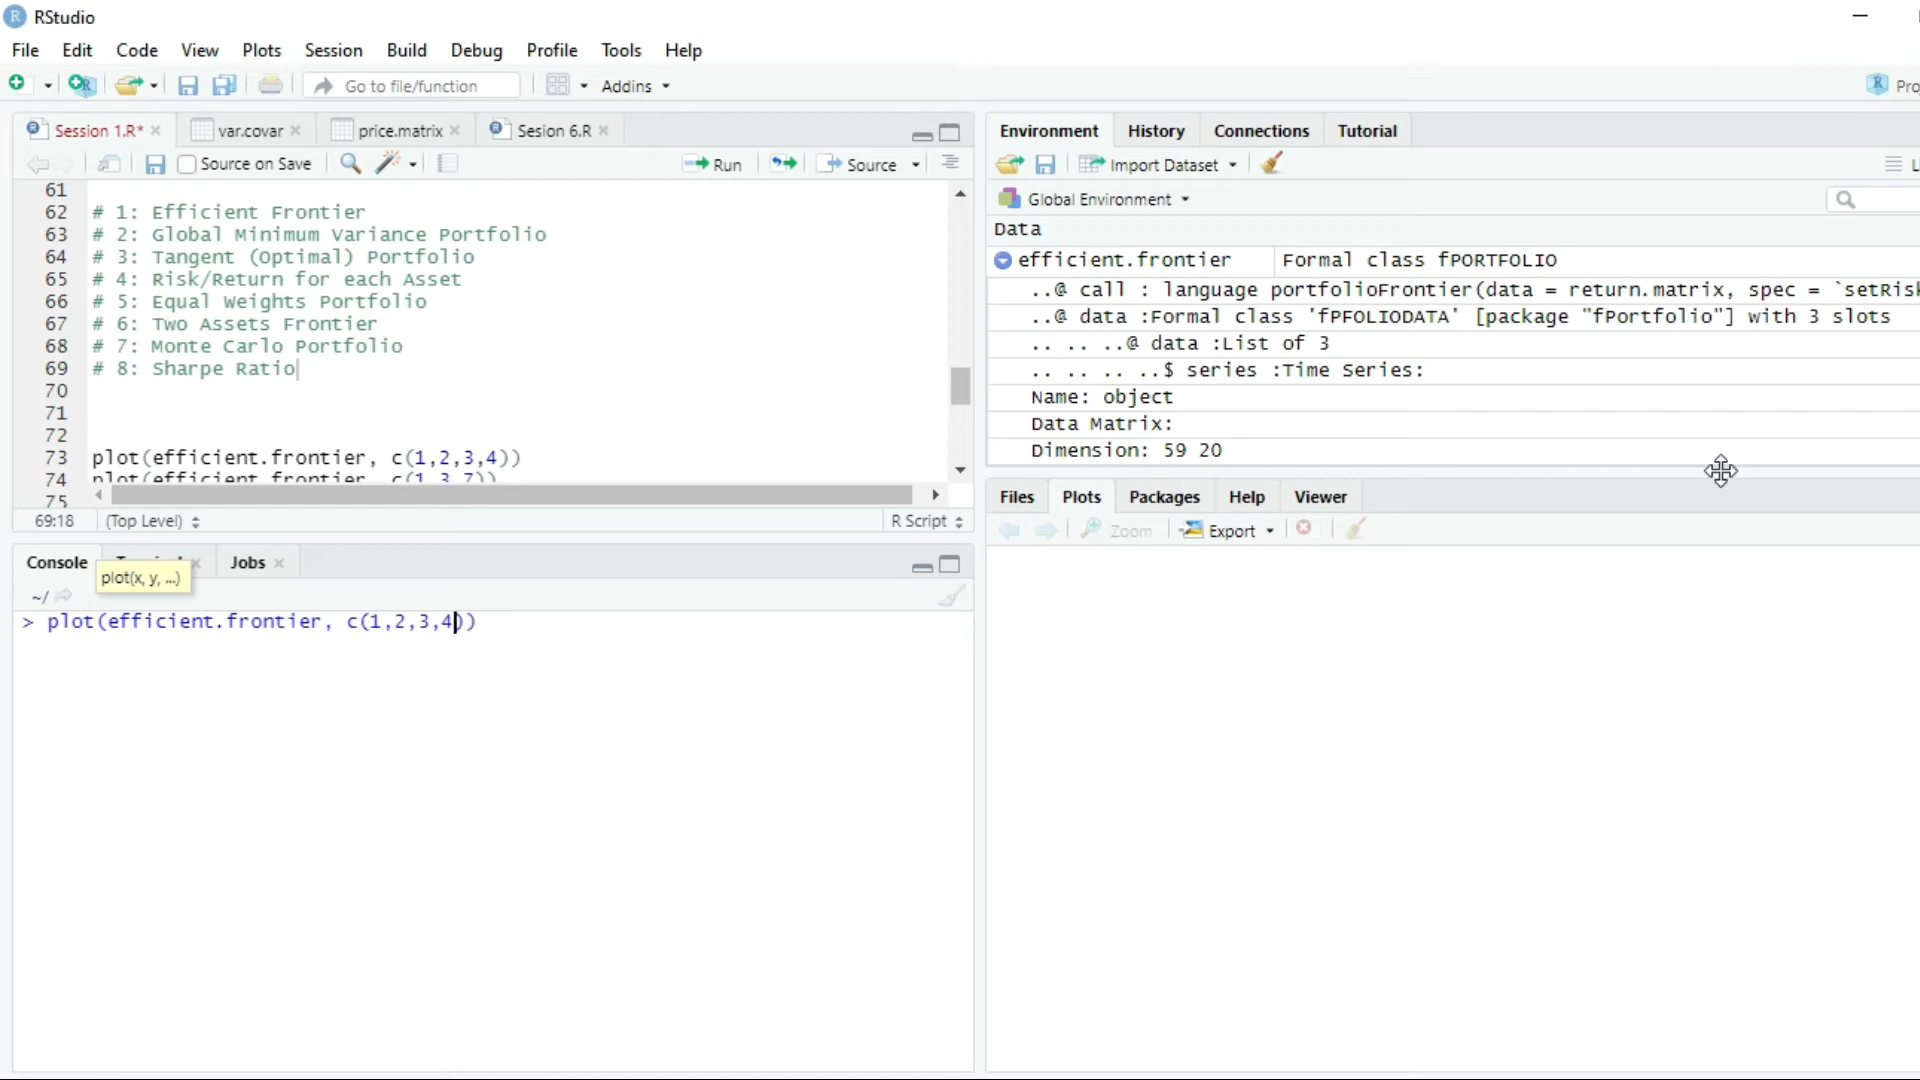 RStudio
File Edit Code View Plots Session Build Debug Profile Tools Help
Go to file/function Addins
Session 1.R* var.covar price.matrix Sesion 6.R
Source on Save Run Source
61
62 # 1: Efficient Frontier
63 # 2: Global Minimum Variance Portfolio
64 # 3: Tangent (Optimal) Portfolio
65 # 4: Risk/Return for each Asset
66 # 5: Equal Weights Portfolio
67 # 6: Two Assets Frontier
68 # 7: Monte Carlo Portfolio
69 # 8: Sharpe Ratio
70
71
72
73 plot(efficient.frontier, c(1,2,3,4))
74 plot(efficient.frontier, c(1,3,7))
75
69:18 (Top Level) R Script
Console Jobs
plot(x, y, ...)
~/
> plot(efficient.frontier, c(1,2,3,4))
Environment History Connections Tutorial
Import Dataset
Global Environment
Data
efficient.frontier Formal class fPORTFOLIO
..@ call : language portfolioFrontier(data = return.matrix, spec = `setRisk
..@ data :Formal class 'fPFOLIODATA' [package "fPortfolio"] with 3 slots
.. .. ..@ data :List of 3
.. .. .. ..$ series :Time Series:
Name: object
Data Matrix:
Dimension: 59 20
Files Plots Packages Help Viewer
Zoom Export